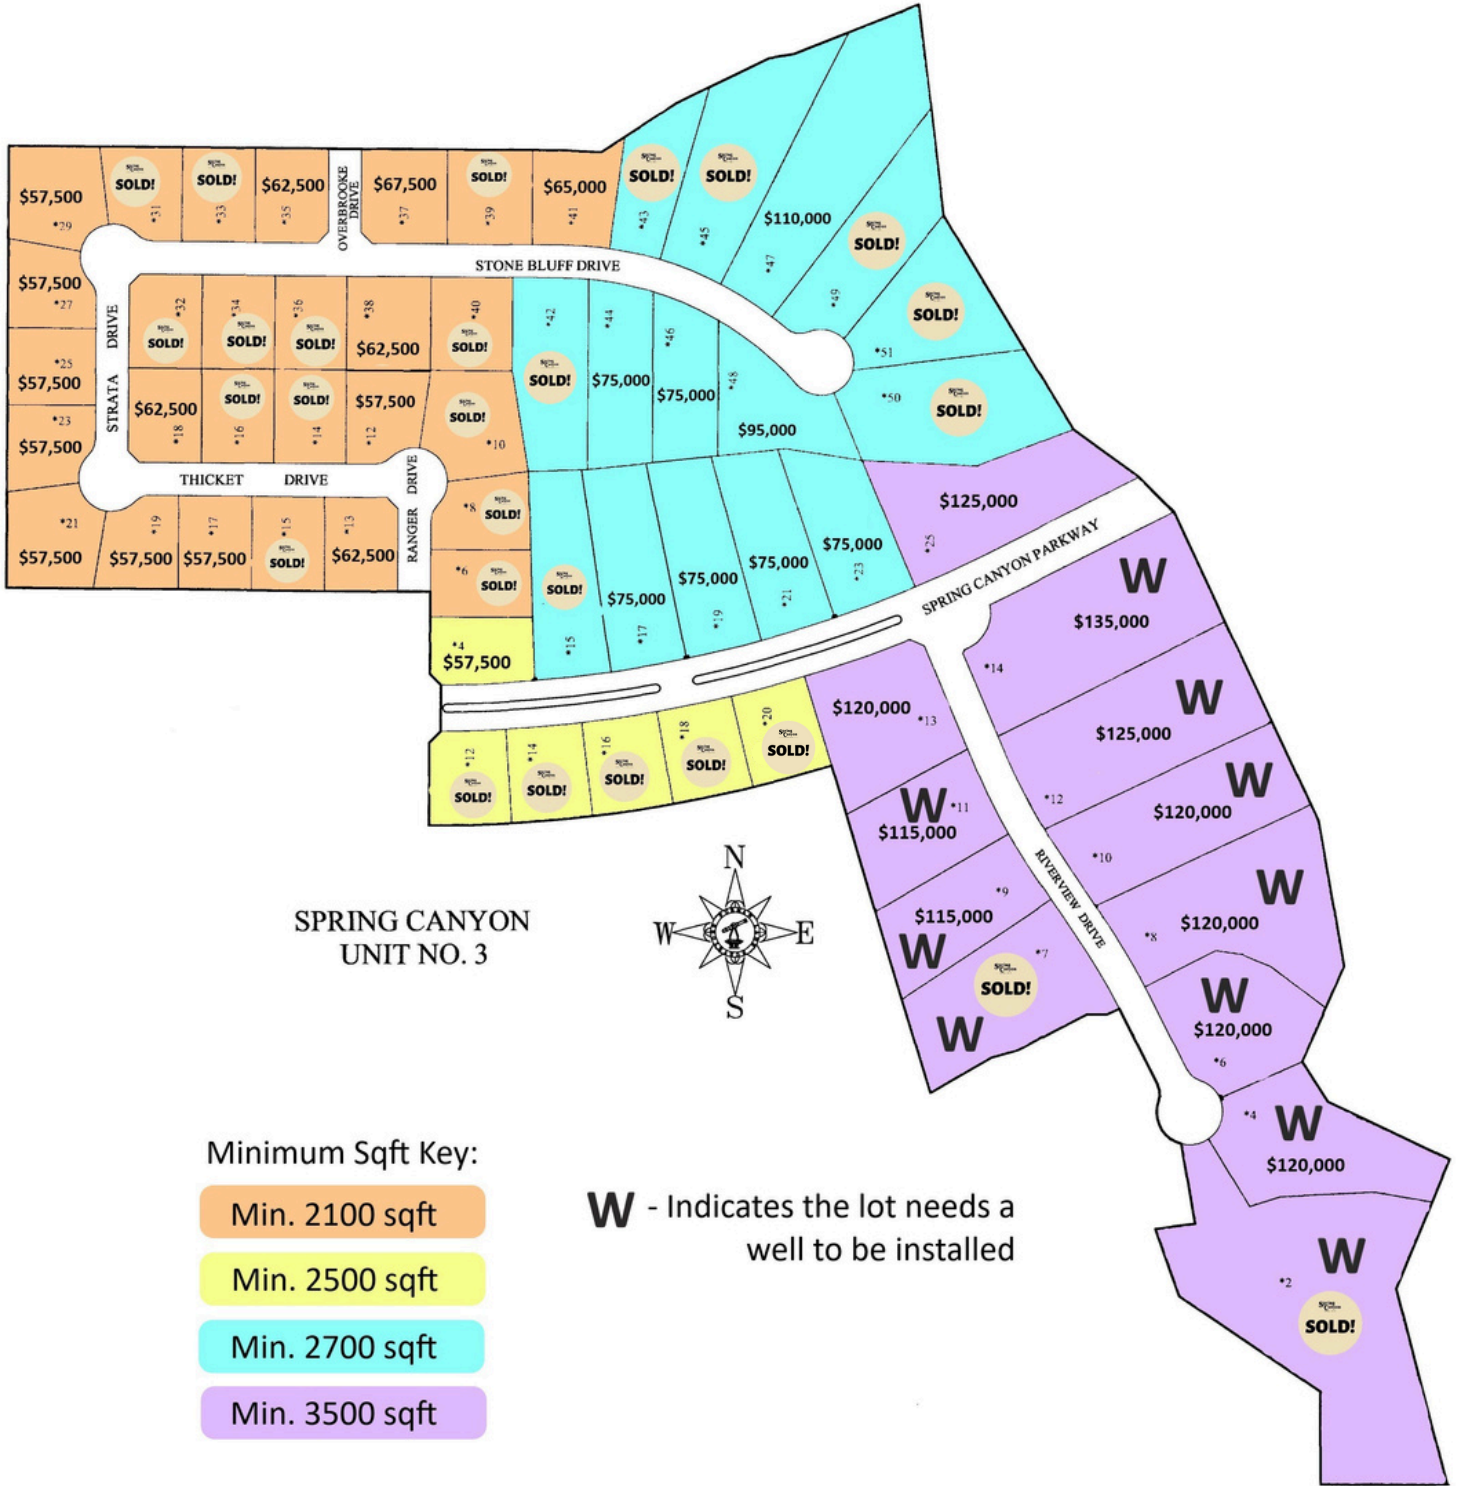 $57,500
*29
SOLD!
*31
SOLD!
*33
$62,500
*35
OVERBROOKE
DRIVE
$67,500
*37
SOLD!
*39
$65,000
*41
SOLD!
*43
SOLD!
*45
$110,000
*47
SOLD!
*49
SOLD!
*51
*50
SOLD!
STONE BLUFF DRIVE
$57,500
*27
*25
$57,500
*23
$57,500
*21
$57,500
STRATA DRIVE
*32
SOLD!
*34
SOLD!
*36
SOLD!
*38
$62,500
*40
SOLD!
*42
SOLD!
*44
$75,000
*46
$75,000
*48
$95,000
$62,500
*18
SOLD!
*16
SOLD!
*14
$57,500
*12
SOLD!
*10
THICKET DRIVE
RANGER DRIVE
*19
$57,500
*17
$57,500
*15
SOLD!
*13
$62,500
*8
SOLD!
*6
SOLD!
*4
$57,500
SOLD!
*15
$75,000
*17
$75,000
*19
$75,000
*21
$75,000
*23
$125,000
*25
SPRING CANYON PARKWAY
*12
SOLD!
*14
SOLD!
*16
SOLD!
*18
SOLD!
*20
SOLD!
$120,000
*13
W
*11
$115,000
*9
$115,000
W
*7
SOLD!
W
W
$135,000
*14
W
$125,000
*12
W
$120,000
*10
W
$120,000
*8
W
$120,000
*6
*4
W
$120,000
W
*2
SOLD!
RIVERVIEW DRIVE
N
W
E
S
SPRING CANYON
UNIT NO. 3
Minimum Sqft Key:
Min. 2100 sqft
Min. 2500 sqft
Min. 2700 sqft
Min. 3500 sqft
W - Indicates the lot needs a
well to be installed